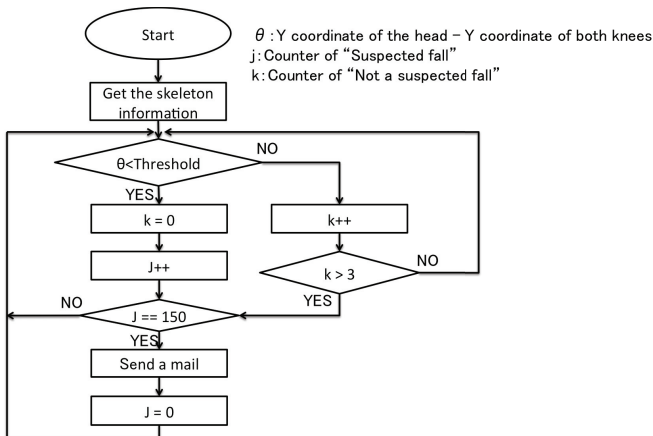 Start
θ : Y coordinate of the head − Y coordinate of both knees
j: Counter of “Suspected fall”
k: Counter of “Not a suspected fall”
Get the skeleton
information
θ<Threshold
NO
YES
k = 0
k++
J++
k > 3
NO
YES
J == 150
NO
YES
Send a mail
J = 0